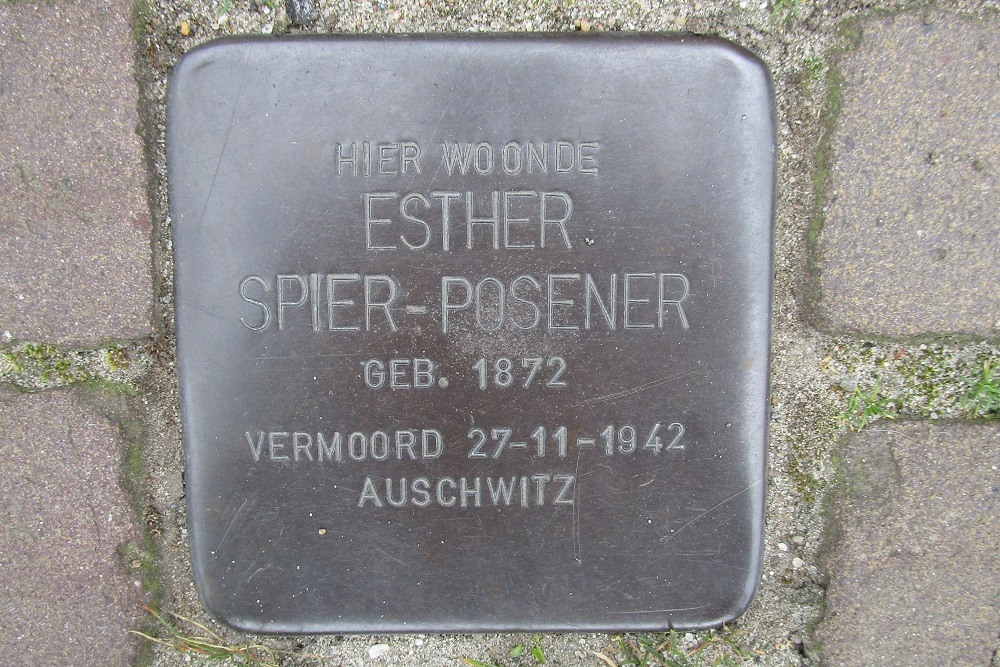 HIER WOONDE
ESTHER
SPIER-POSENER
GEB. 1872
VERMOORD 27-11-1942
AUSCHWITZ